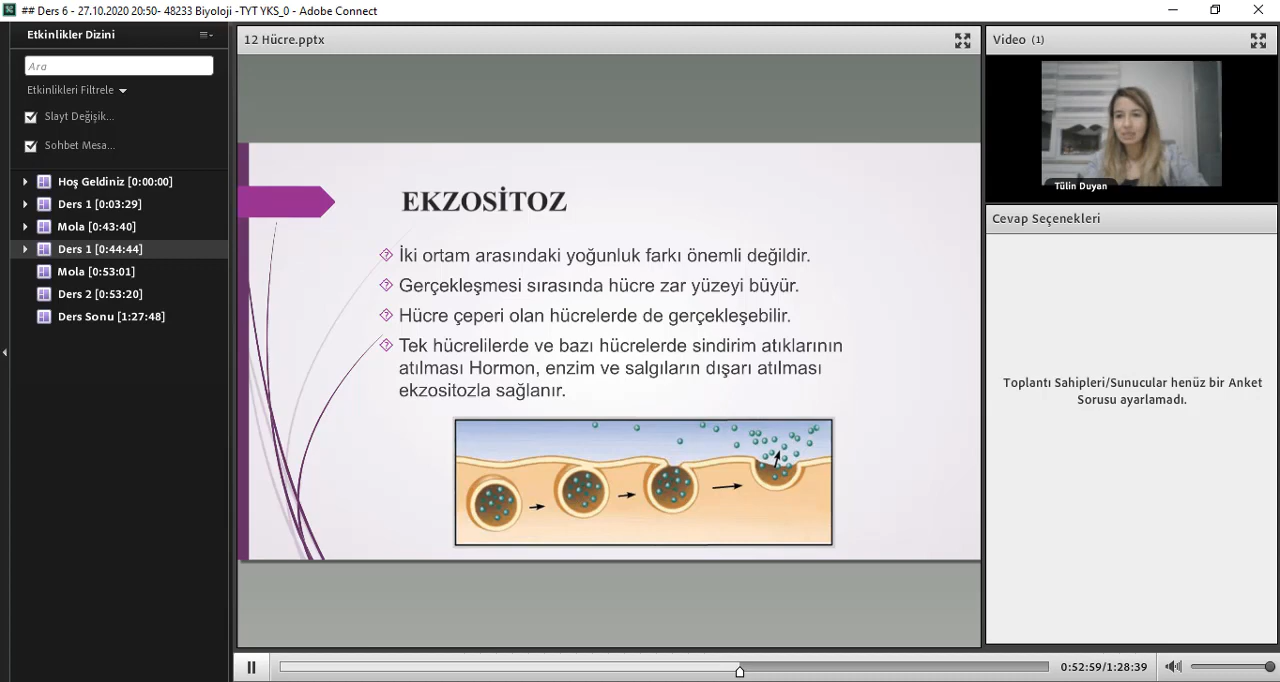 ## Ders 6 - 27.10.2020 20:50- 48233 Biyoloji -TYT YKS_0 - Adobe Connect
Etkinlikler Dizini
Ara
Etkinlikleri Filtrele
Slayt Değişik...
Sohbet Mesa...
Hoş Geldiniz [0:00:00]
Ders 1 [0:03:29]
Mola [0:43:40]
Ders 1 [0:44:44]
Mola [0:53:01]
Ders 2 [0:53:20]
Ders Sonu [1:27:48]
12 Hücre.pptx
EKZOSİTOZ
İki ortam arasındaki yoğunluk farkı önemli değildir.
Gerçekleşmesi sırasında hücre zar yüzeyi büyür.
Hücre çeperi olan hücrelerde de gerçekleşebilir.
Tek hücrelilerde ve bazı hücrelerde sindirim atıklarının
atılması Hormon, enzim ve salgıların dışarı atılması
ekzositozla sağlanır.
Video (1)
Tülin Duyan
Cevap Seçenekleri
Toplantı Sahipleri/Sunucular henüz bir Anket
Sorusu ayarlamadı.
0:52:59/1:28:39